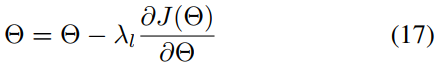 Θ = Θ − λ_l ∂J(Θ)/∂Θ (17)